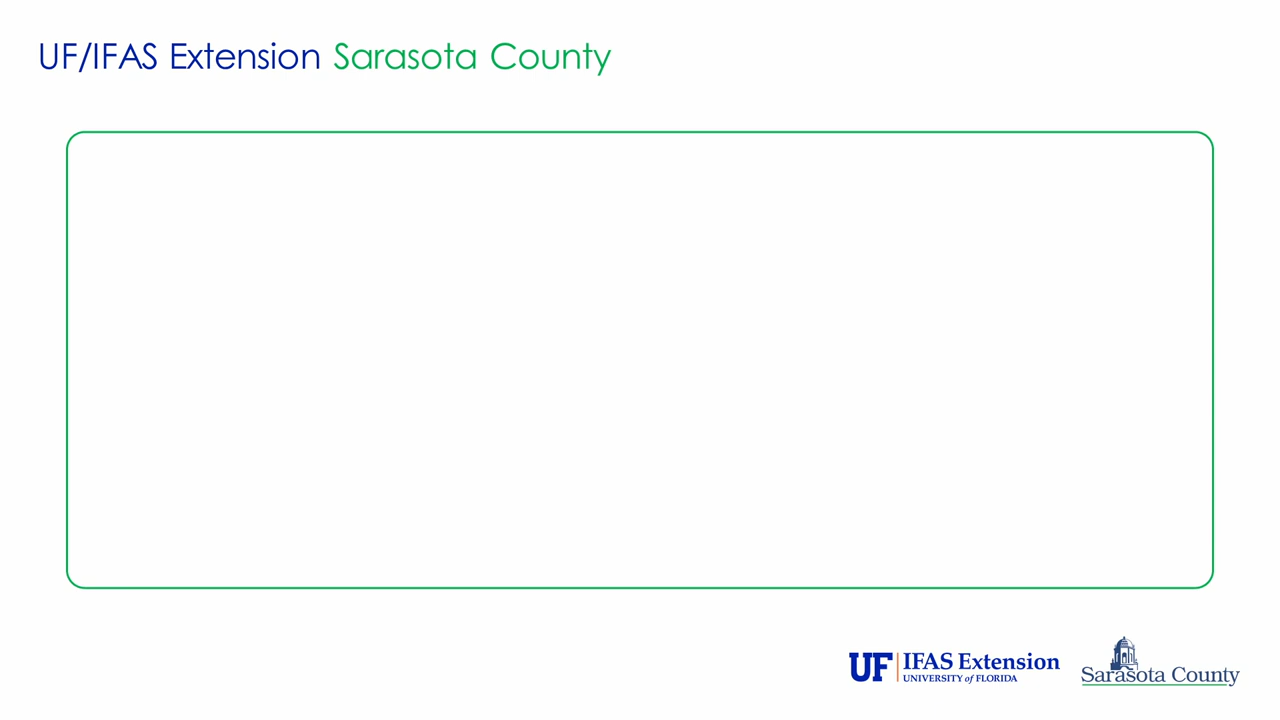 UF/IFAS Extension Sarasota County
UF IFAS Extension
UNIVERSITY of FLORIDA
Sarasota County